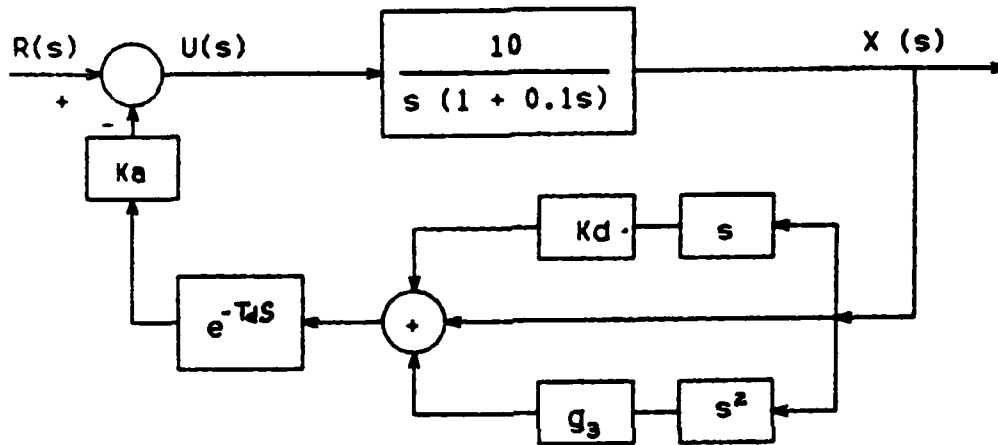 R(s)
+
U(s)
10
s (1 + 0.1s)
X (s)
-
Ka
Kd
s
e^-TdS
+
g₃
s²